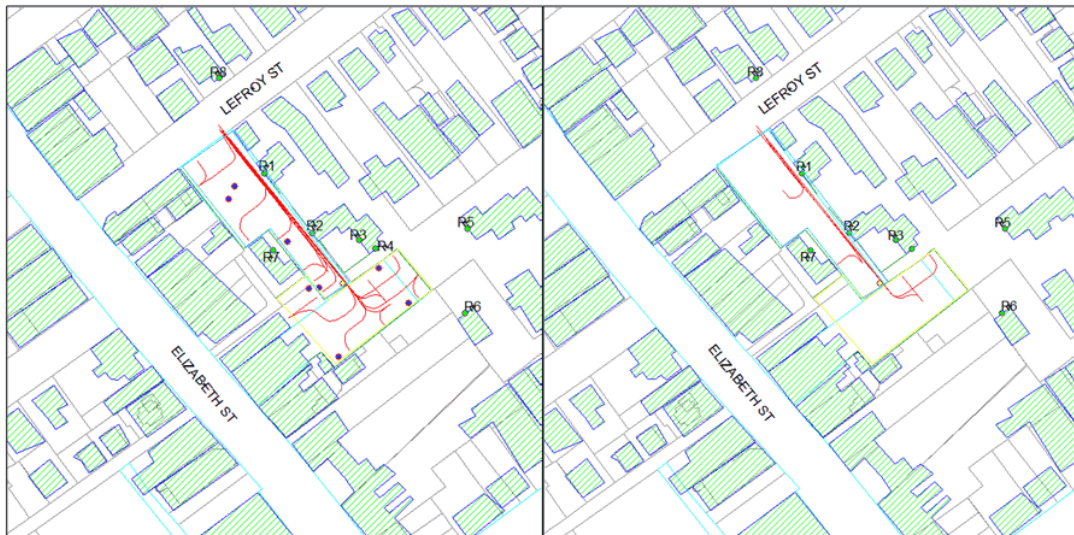 R8
LEFROY ST
R1
R2
R3
R4
R5
R7
R6
ELIZABETH ST
R8
LEFROY ST
R1
R2
R3
R5
R7
R6
ELIZABETH ST